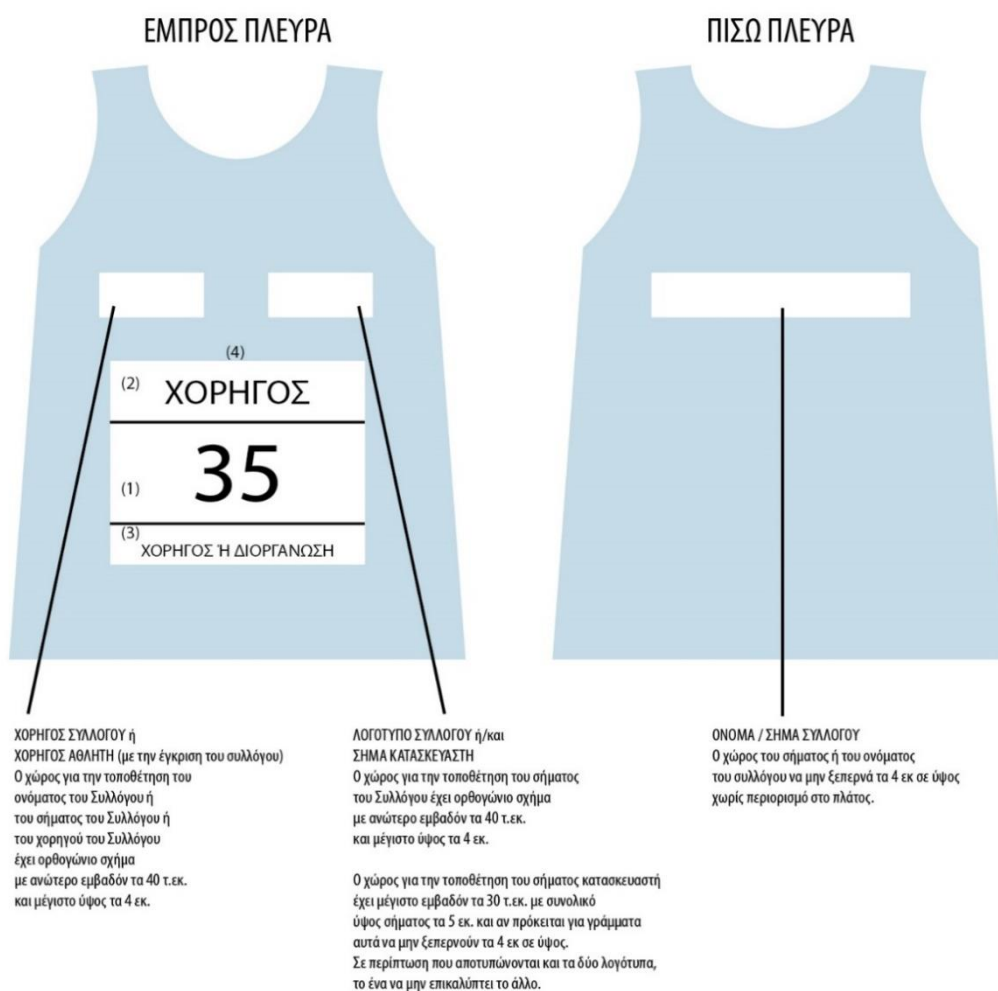 ΕΜΠΡΟΣ ΠΛΕΥΡΑ
ΠΙΣΩ ΠΛΕΥΡΑ
(4)
(2) ΧΟΡΗΓΟΣ
(1) 35
(3)
ΧΟΡΗΓΟΣ Ή ΔΙΟΡΓΑΝΩΣΗ
ΧΟΡΗΓΟΣ ΣΥΛΛΟΓΟΥ ή
ΧΟΡΗΓΟΣ ΑΘΛΗΤΗ (με την έγκριση του συλλόγου)
Ο χώρος για την τοποθέτηση του
ονόματος του Συλλόγου ή
του σήματος του Συλλόγου ή
του χορηγού του Συλλόγου
έχει ορθογώνιο σχήμα
με ανώτερο εμβαδόν τα 40 τ.εκ.
και μέγιστο ύψος τα 4 εκ.
ΛΟΓΟΤΥΠΟ ΣΥΛΛΟΓΟΥ ή/και
ΣΗΜΑ ΚΑΤΑΣΚΕΥΑΣΤΗ
Ο χώρος για την τοποθέτηση του σήματος
του Συλλόγου έχει ορθογώνιο σχήμα
με ανώτερο εμβαδόν τα 40 τ.εκ.
και μέγιστο ύψος τα 4 εκ.
Ο χώρος για την τοποθέτηση του σήματος κατασκευαστή
έχει μέγιστο εμβαδόν τα 30 τ.εκ. με συνολικό
ύψος σήματος τα 5 εκ. και αν πρόκειται για γράμματα
αυτά να μην ξεπερνούν τα 4 εκ σε ύψος.
Σε περίπτωση που αποτυπώνονται και τα δύο λογότυπα,
το ένα να μην επικαλύπτει το άλλο.
ΟΝΟΜΑ / ΣΗΜΑ ΣΥΛΛΟΓΟΥ
Ο χώρος του σήματος ή του ονόματος
του συλλόγου να μην ξεπερνά τα 4 εκ σε ύψος
χωρίς περιορισμό στο πλάτος.